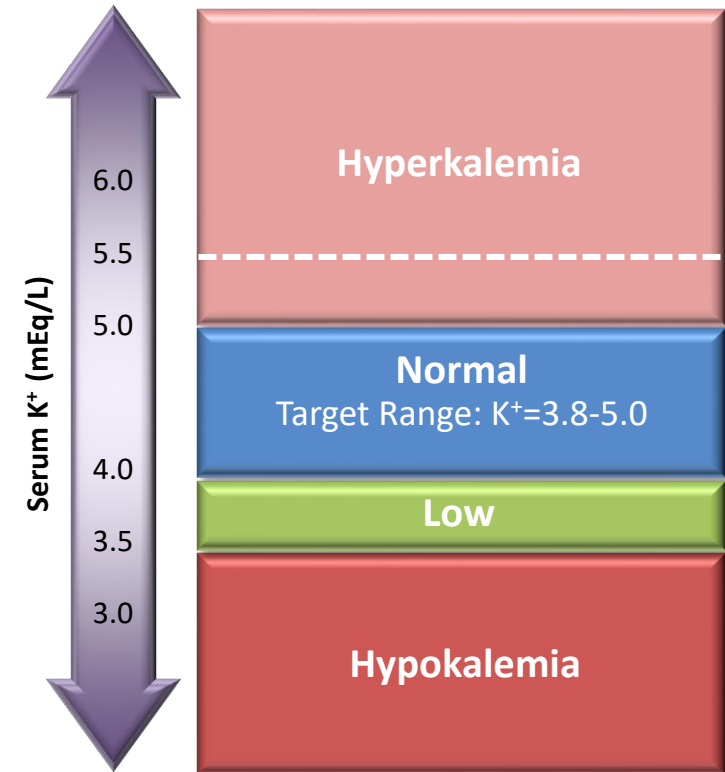 Serum K⁺ (mEq/L)
6.0
5.5
5.0
4.0
3.5
3.0
Hyperkalemia
Normal
Target Range: K⁺=3.8-5.0
Low
Hypokalemia